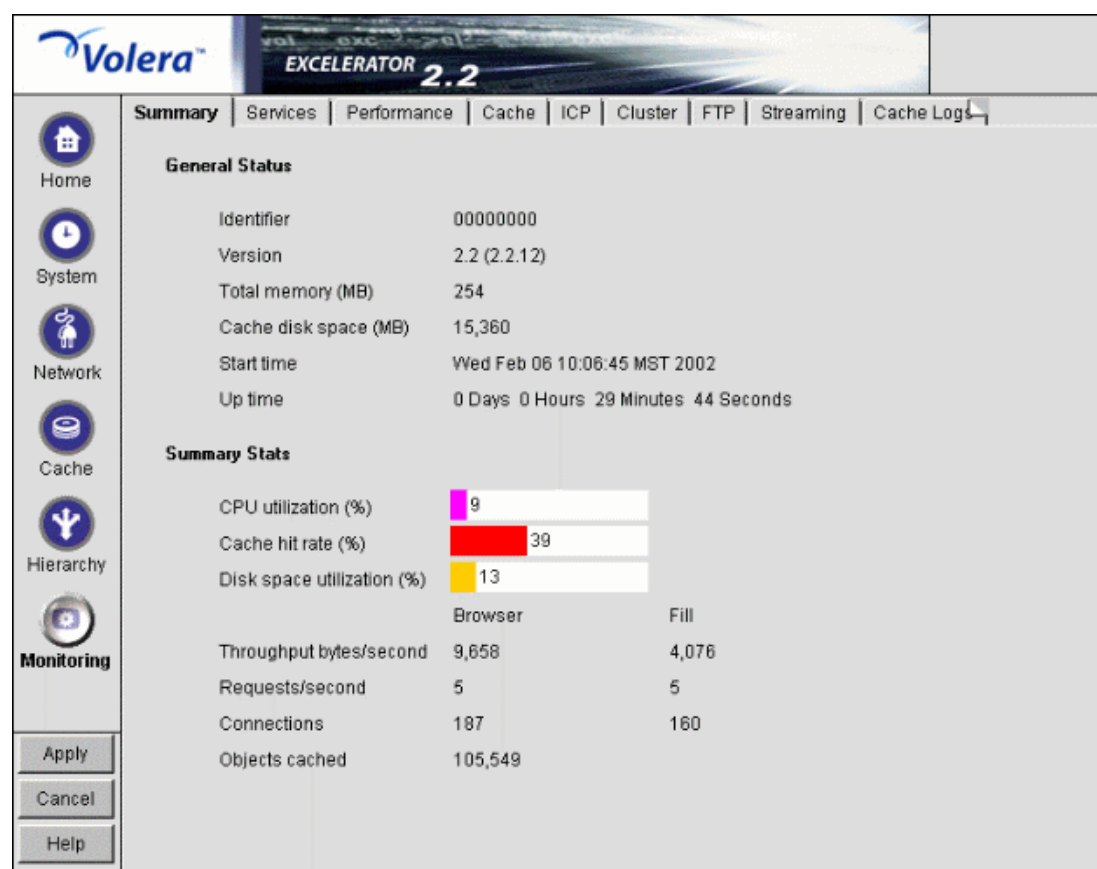 Volera™
EXCELERATOR 2.2
Summary Services Performance Cache ICP Cluster FTP Streaming Cache Logs
Home
System
Network
Cache
Hierarchy
Monitoring
Apply
Cancel
Help
General Status
Identifier 00000000
Version 2.2 (2.2.12)
Total memory (MB) 254
Cache disk space (MB) 15,360
Start time Wed Feb 06 10:06:45 MST 2002
Up time 0 Days 0 Hours 29 Minutes 44 Seconds
Summary Stats
CPU utilization (%) 9
Cache hit rate (%) 39
Disk space utilization (%) 13
Browser Fill
Throughput bytes/second 9,658 4,076
Requests/second 5 5
Connections 187 160
Objects cached 105,549